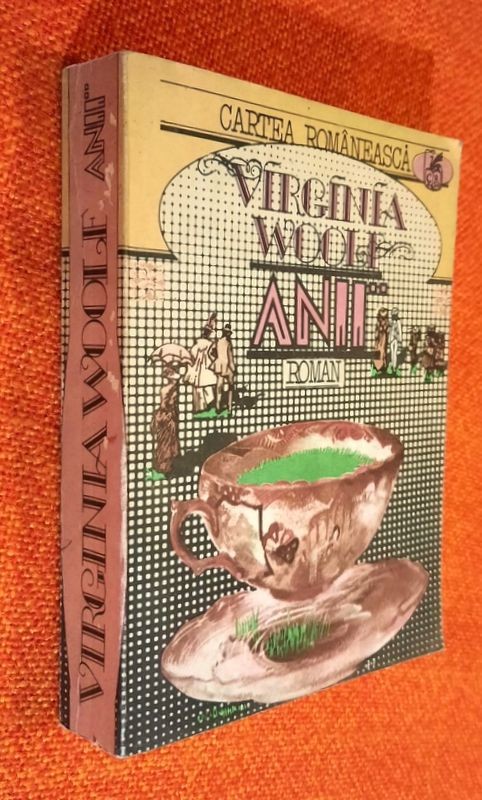 CARTEA ROMÂNEASCĂ
VIRGINIA
WOOLF
ANII
ROMAN
VIRGINIA WOOLF ANII